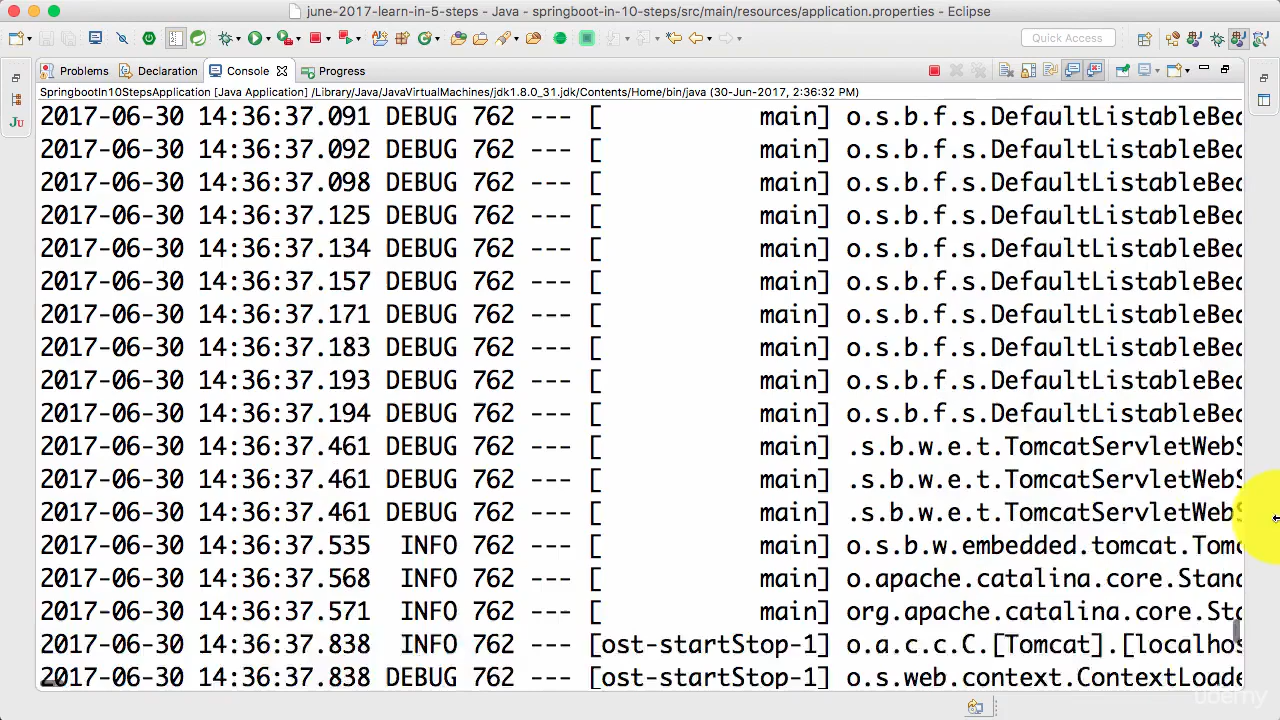 june-2017-learn-in-5-steps - Java - springboot-in-10-steps/src/main/resources/application.properties - Eclipse
Quick Access
Problems Declaration Console Progress
SpringbootIn10StepsApplication [Java Application] /Library/Java/JavaVirtualMachines/jdk1.8.0_31.jdk/Contents/Home/bin/java (30-Jun-2017, 2:36:32 PM)
2017-06-30 14:36:37.091 DEBUG 762 --- [           main] o.s.b.f.s.DefaultListableBea
2017-06-30 14:36:37.092 DEBUG 762 --- [           main] o.s.b.f.s.DefaultListableBea
2017-06-30 14:36:37.098 DEBUG 762 --- [           main] o.s.b.f.s.DefaultListableBea
2017-06-30 14:36:37.125 DEBUG 762 --- [           main] o.s.b.f.s.DefaultListableBea
2017-06-30 14:36:37.134 DEBUG 762 --- [           main] o.s.b.f.s.DefaultListableBea
2017-06-30 14:36:37.157 DEBUG 762 --- [           main] o.s.b.f.s.DefaultListableBea
2017-06-30 14:36:37.171 DEBUG 762 --- [           main] o.s.b.f.s.DefaultListableBea
2017-06-30 14:36:37.183 DEBUG 762 --- [           main] o.s.b.f.s.DefaultListableBea
2017-06-30 14:36:37.193 DEBUG 762 --- [           main] o.s.b.f.s.DefaultListableBea
2017-06-30 14:36:37.194 DEBUG 762 --- [           main] o.s.b.f.s.DefaultListableBea
2017-06-30 14:36:37.461 DEBUG 762 --- [           main] .s.b.w.e.t.TomcatServletWebS
2017-06-30 14:36:37.461 DEBUG 762 --- [           main] .s.b.w.e.t.TomcatServletWebS
2017-06-30 14:36:37.461 DEBUG 762 --- [           main] .s.b.w.e.t.TomcatServletWebS
2017-06-30 14:36:37.535  INFO 762 --- [           main] o.s.b.w.embedded.tomcat.Tomc
2017-06-30 14:36:37.568  INFO 762 --- [           main] o.apache.catalina.core.Stand
2017-06-30 14:36:37.571  INFO 762 --- [           main] org.apache.catalina.core.Sta
2017-06-30 14:36:37.838  INFO 762 --- [ost-startStop-1] o.a.c.c.C.[Tomcat].[localhos
2017-06-30 14:36:37.838 DEBUG 762 --- [ost-startStop-1] o.s.web.context.ContextLoade
udemy